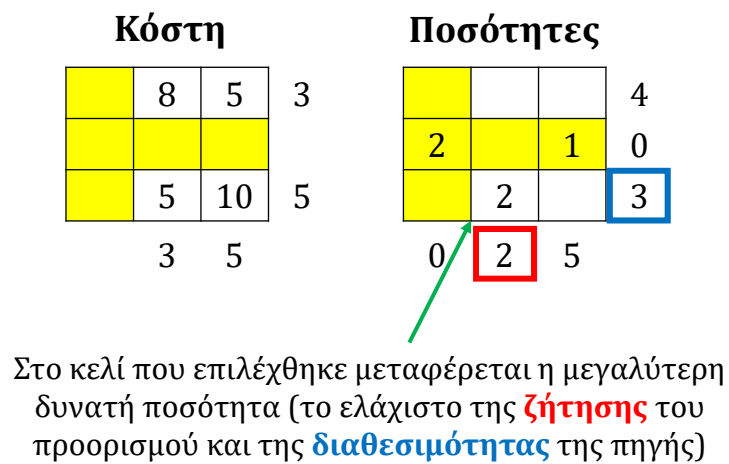 Κόστη Ποσότητες
8 5 3 4
2 1 0
5 10 5 2 3
3 5 0 2 5
Στο κελί που επιλέχθηκε μεταφέρεται η μεγαλύτερη
δυνατή ποσότητα (το ελάχιστο της ζήτησης του
προορισμού και της διαθεσιμότητας της πηγής)